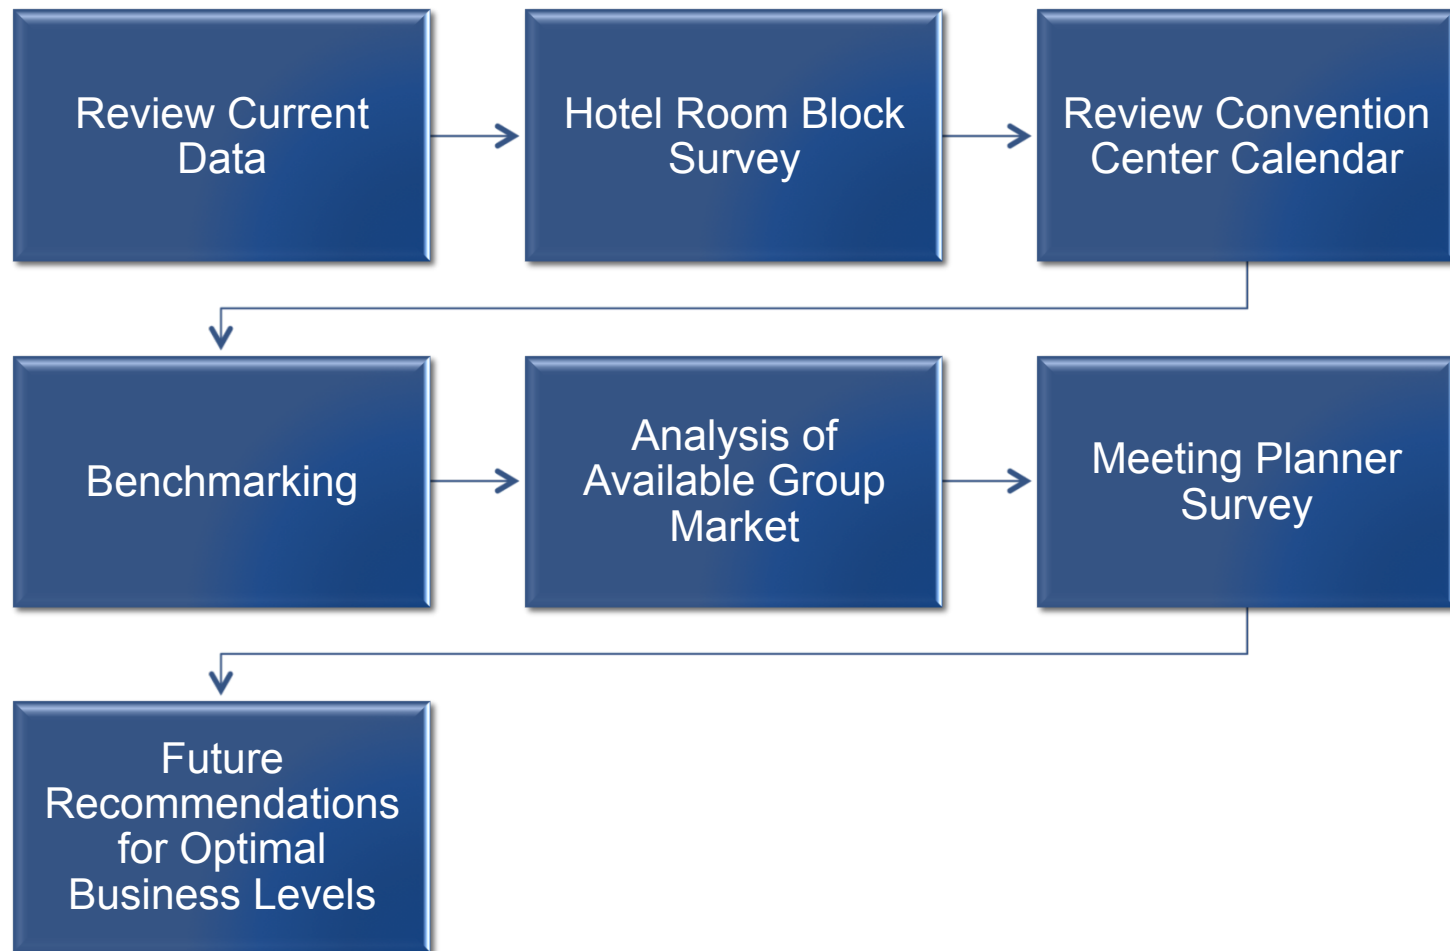 Review Current
Data
Hotel Room Block
Survey
Review Convention
Center Calendar
Benchmarking
Analysis of
Available Group
Market
Meeting Planner
Survey
Future
Recommendations
for Optimal
Business Levels